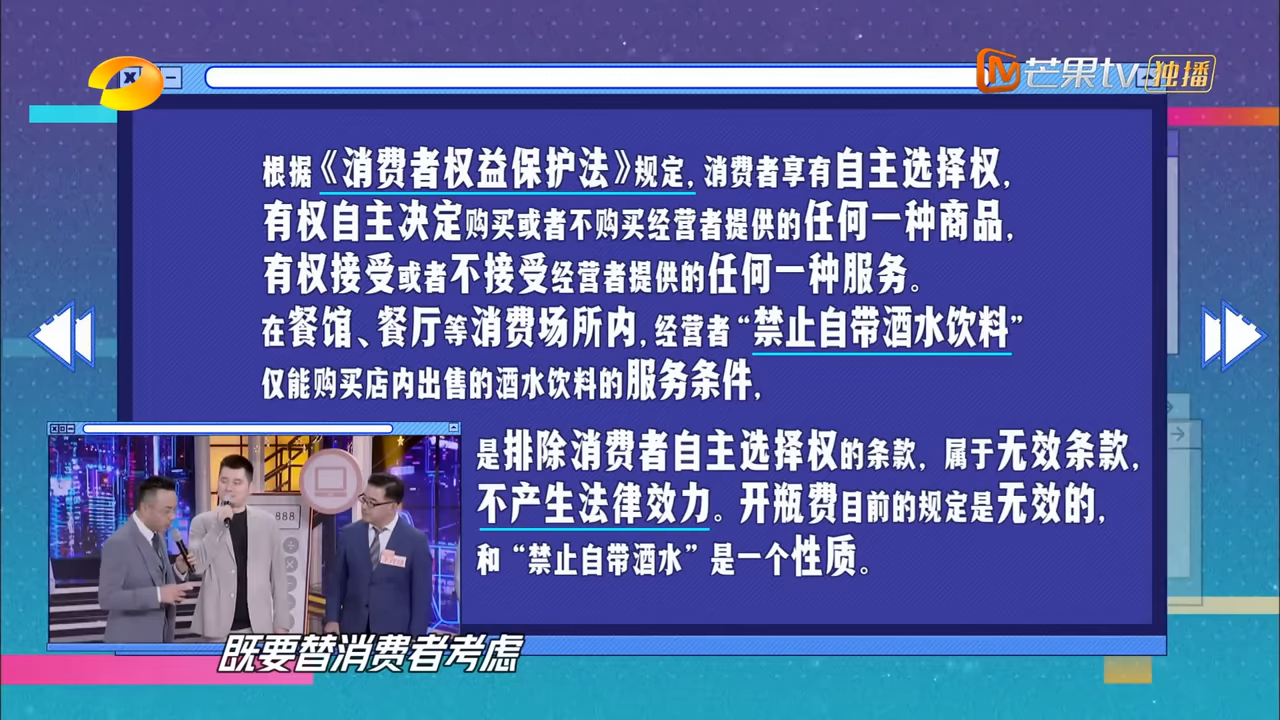 芒果tv独播
根据《消费者权益保护法》规定，消费者享有自主选择权，
有权自主决定购买或者不购买经营者提供的任何一种商品，
有权接受或者不接受经营者提供的任何一种服务。
在餐馆、餐厅等消费场所内，经营者“禁止自带酒水饮料”
仅能购买店内出售的酒水饮料的服务条件，
是排除消费者自主选择权的条款，属于无效条款，
不产生法律效力。开瓶费目前的规定是无效的，
和“禁止自带酒水”是一个性质。
888
既要替消费者考虑